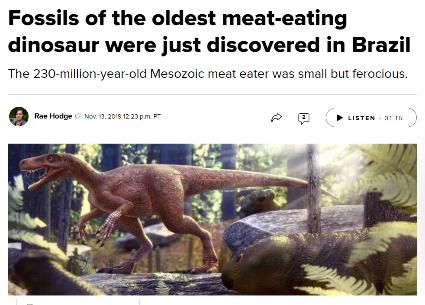 Fossils of the oldest meat-eating
dinosaur were just discovered in Brazil
The 230-million-year-old Mesozoic meat eater was small but ferocious.
Rae Hodge Nov. 13, 2019 12:23 p.m. PT
2
LISTEN - 01:16